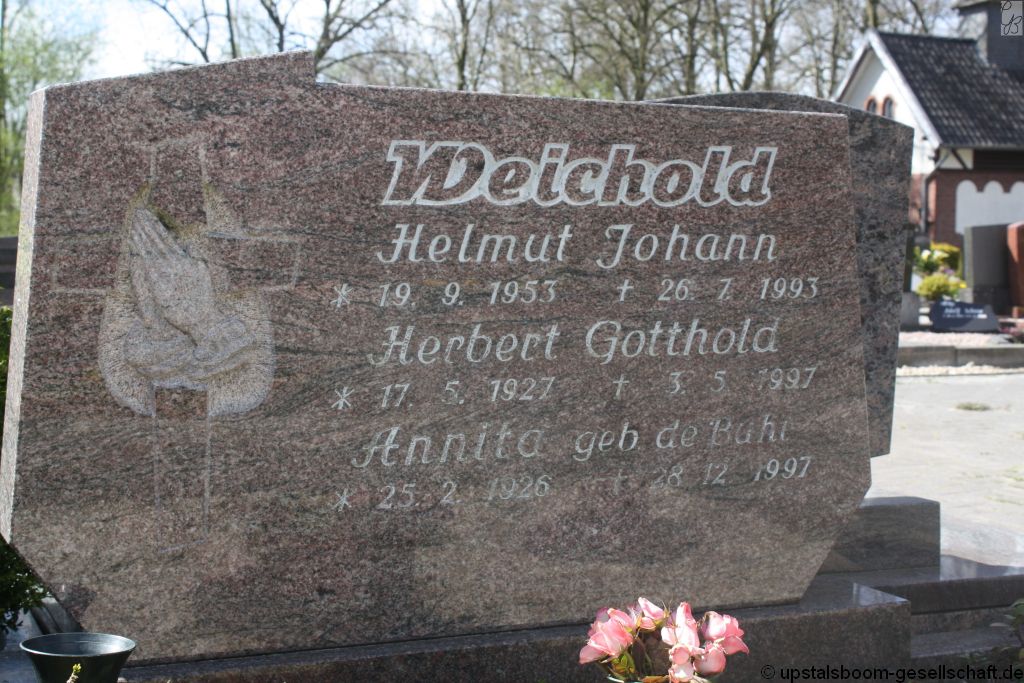 Weichold
Helmut Johann
* 19. 9. 1953 † 26. 7. 1993
Herbert Gotthold
* 17. 5. 1927 † 3. 5. 1997
Annita geb de Buhr
* 25. 2. 1926 † 28 12 1997
© upstalsboom-gesellschaft.de